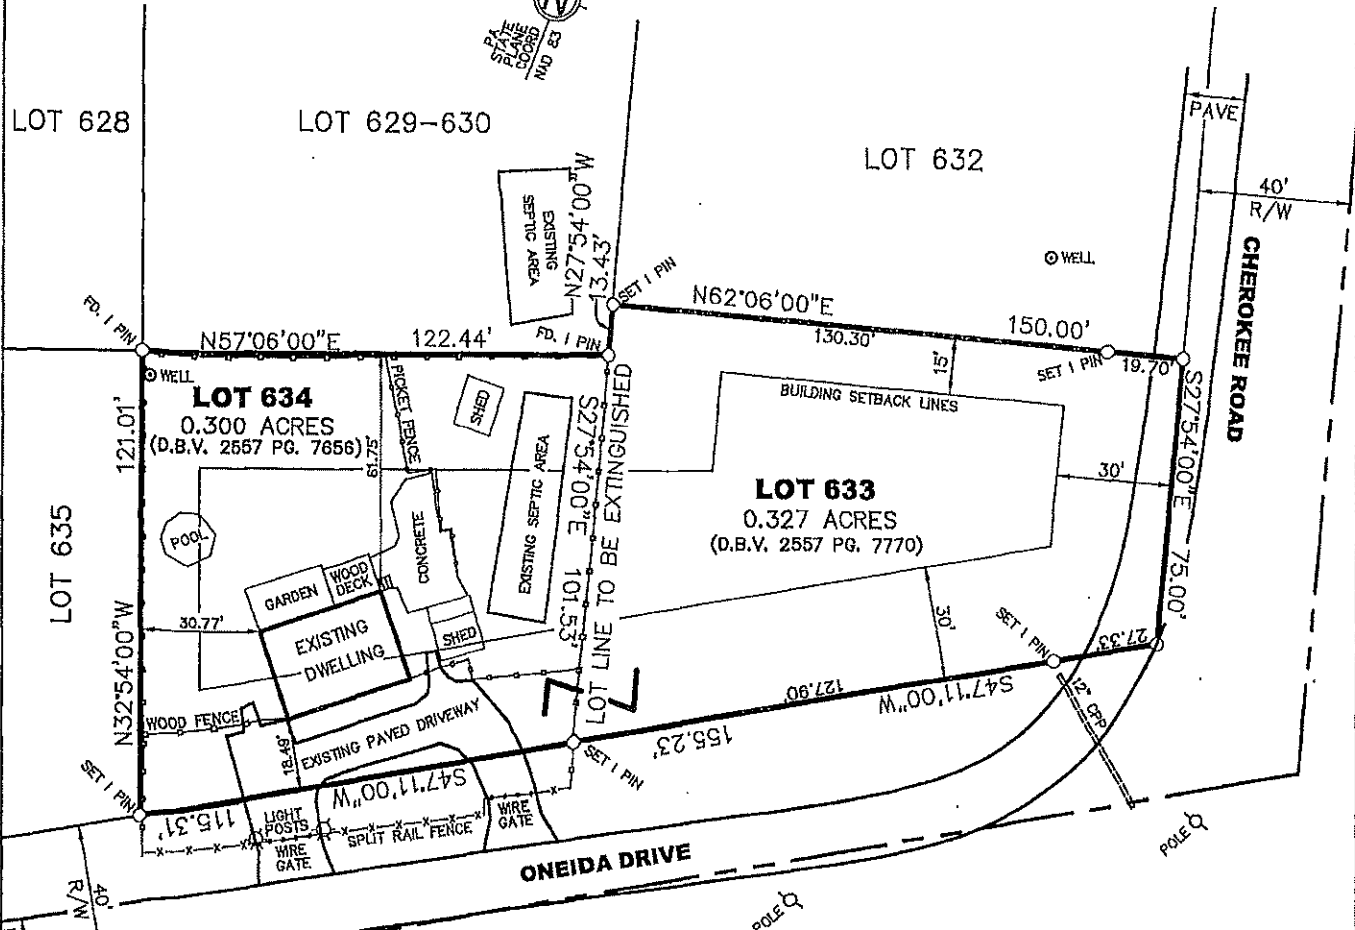 PA
STATE
PLANE
COORD
NAD 83
LOT 628
LOT 629-630
LOT 632
PAVE
40'
R/W
CHEROKEE ROAD
WELL
EXISTING
SEPTIC AREA
N27°54'00"W
13.43'
SET I PIN
N62°06'00"E
150.00'
130.30'
SET I PIN
19.70'
15'
BUILDING SETBACK LINES
S27°54'00"E 75.00'
30'
FD. I PIN
N57°06'00"E 122.44'
FD. I PIN
WELL
LOT 634
0.300 ACRES
(D.B.V. 2557 PG. 7656)
121.01'
N32°54'00"W
LOT 635
PICKET FENCE
61.75'
SHED
EXISTING SEPTIC AREA
S27°54'00"E 101.53'
LOT LINE TO BE EXTINGUISHED
LOT 633
0.327 ACRES
(D.B.V. 2557 PG. 7770)
POOL
CONCRETE
GARDEN
WOOD
DECK
30.77'
EXISTING
DWELLING
SHED
30'
SET I PIN
27.33'
127.90'
S47°11'00"W
155.23'
12" CPP
WOOD FENCE
EXISTING PAVED DRIVEWAY
18.49'
SET I PIN
SET I PIN
S47°11'00"W
115.31'
LIGHT
POSTS
WIRE
GATE
SPLIT RAIL FENCE
WIRE
GATE
ONEIDA DRIVE
40'
R/W
POLE
POLE